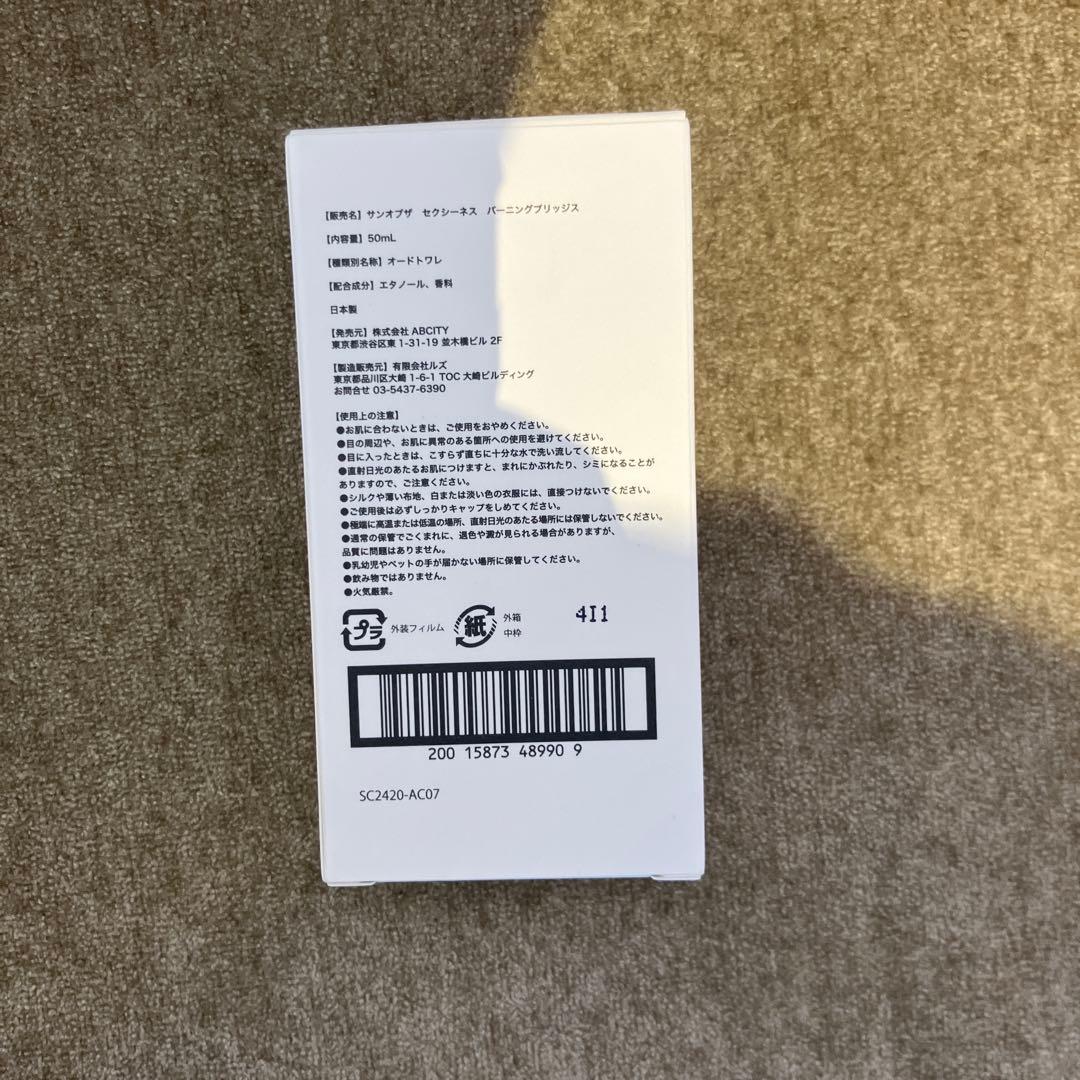 【販売名】サンオブザ セクシーネス バーニングブリッジス
【内容量】50mL
【種類別名称】オードトワレ
【配合成分】エタノール、香料
日本製
【発売元】株式会社 ABCITY
東京都渋谷区東 1-31-19 並木橋ビル 2F
【製造販売元】有限会社ルズ
東京都品川区大崎 1-6-1 TOC 大崎ビルディング
お問合せ 03-5437-6390
【使用上の注意】
●お肌に合わないときは、ご使用をおやめください。
●目の周辺や、お肌に異常のある箇所への使用を避けてください。
●目に入ったときは、こすらず直ちに十分な水で洗い流してください。
●直射日光のあたるお肌につけますと、まれにかぶれたり、シミになることが
ありますので、ご注意ください。
●シルクや薄い布地、白または淡い色の衣服には、直接つけないでください。
●ご使用後は必ずしっかりキャップをしめてください。
●極端に高温または低温の場所、直射日光のあたる場所には保管しないでください。
●通常の保管でごくまれに、退色や澱が見られる場合がありますが、
品質に問題はありません。
●乳幼児やペットの手が届かない場所に保管してください。
●飲み物ではありません。
●火気厳禁。
プラ 外装フィルム 紙 外箱 4I1
中枠
200 15873 48990 9
SC2420-AC07